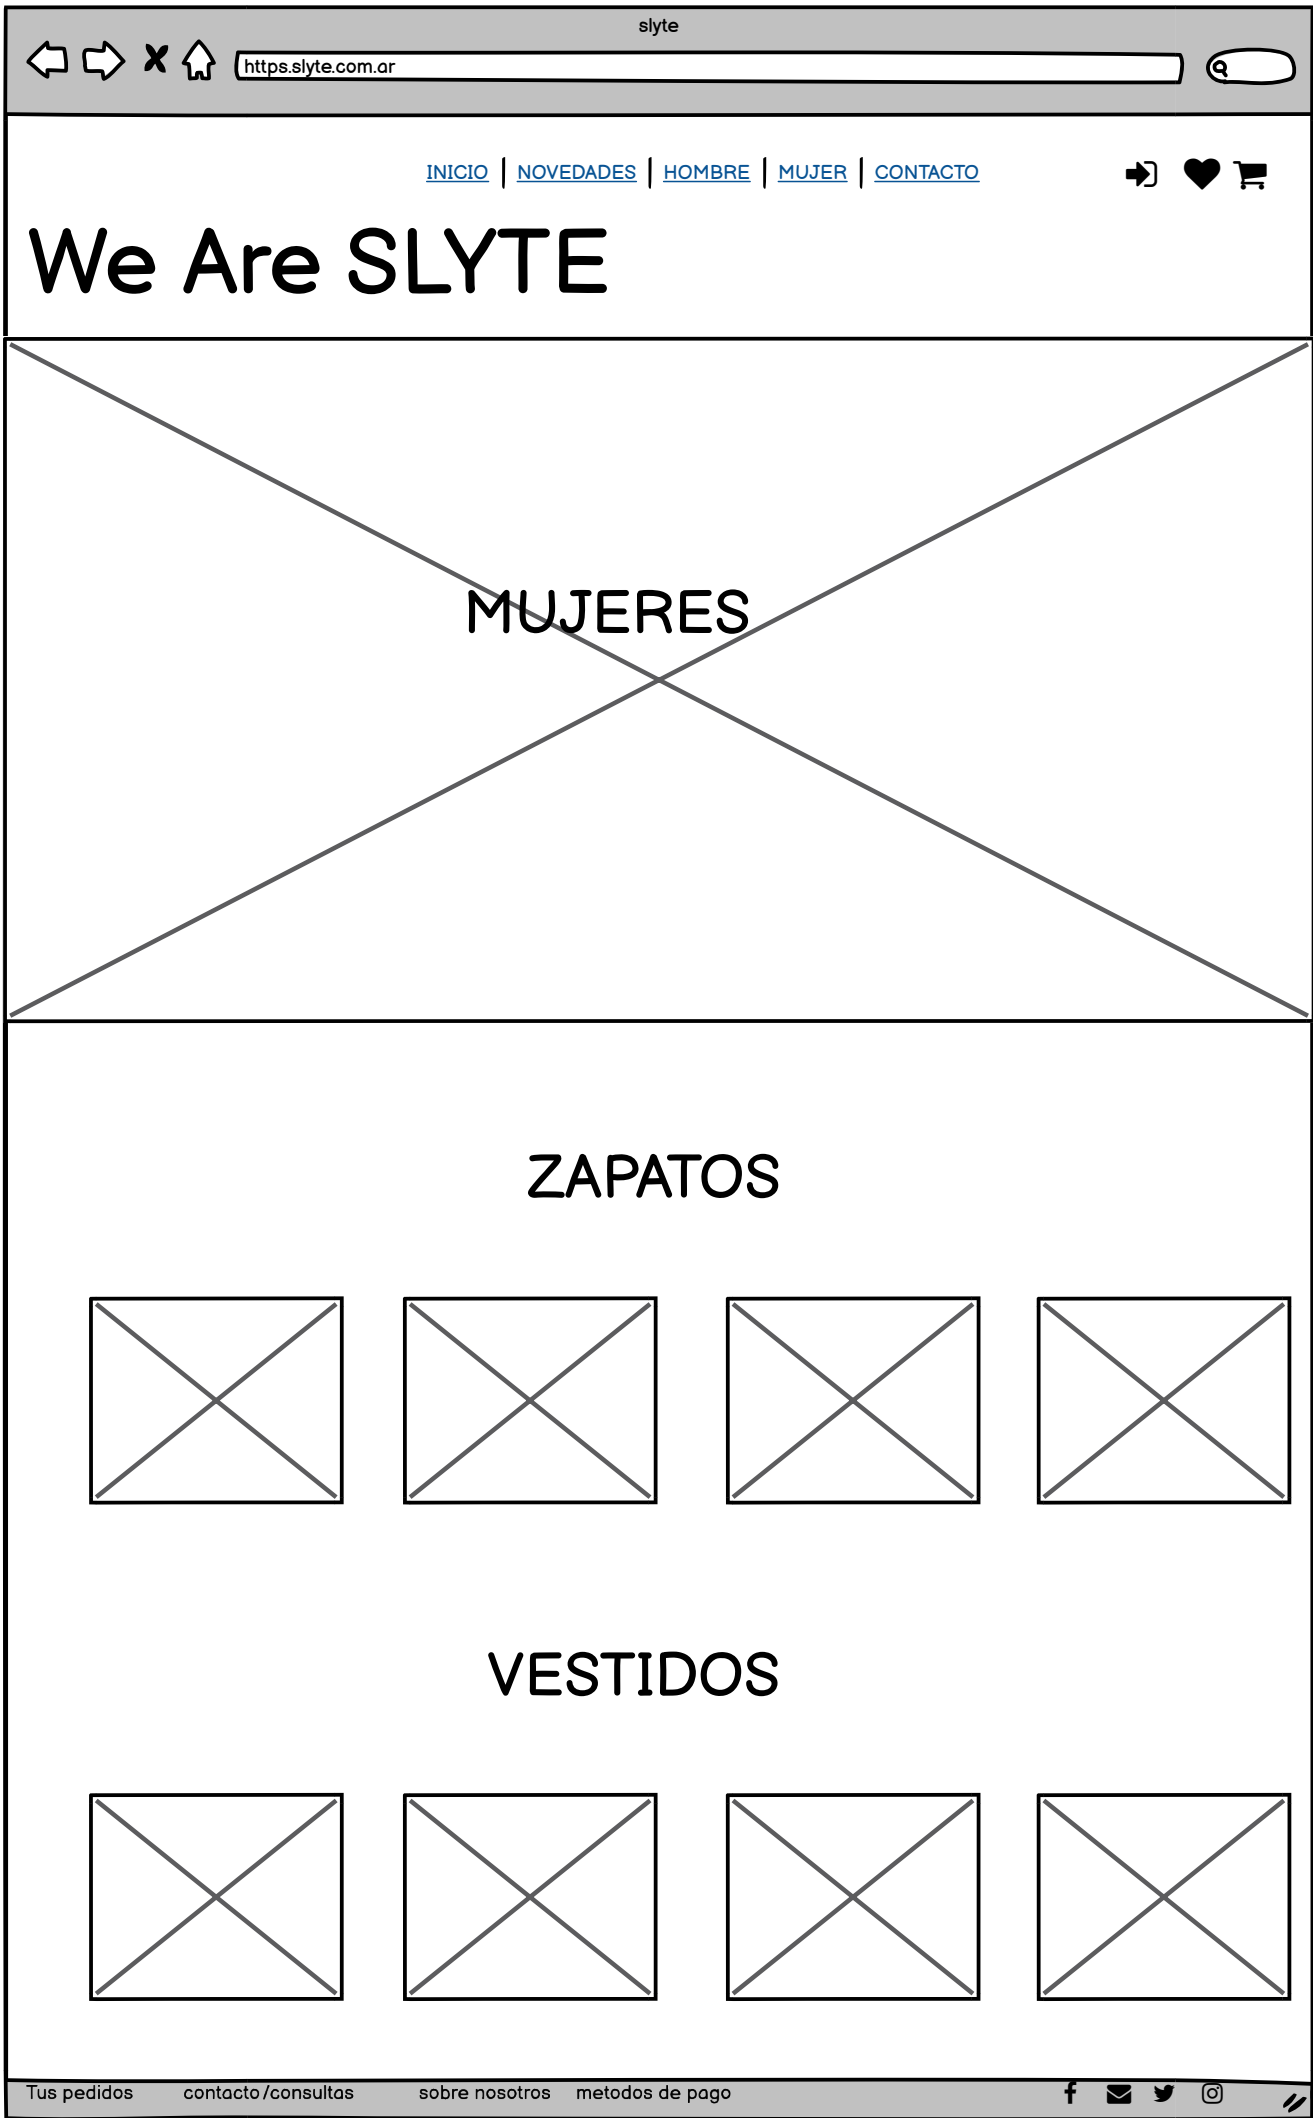 slyte
https.slyte.com.ar
INICIO | NOVEDADES | HOMBRE | MUJER | CONTACTO
We Are SLYTE
MUJERES
ZAPATOS
VESTIDOS
Tus pedidos contacto/consultas sobre nosotros metodos de pago